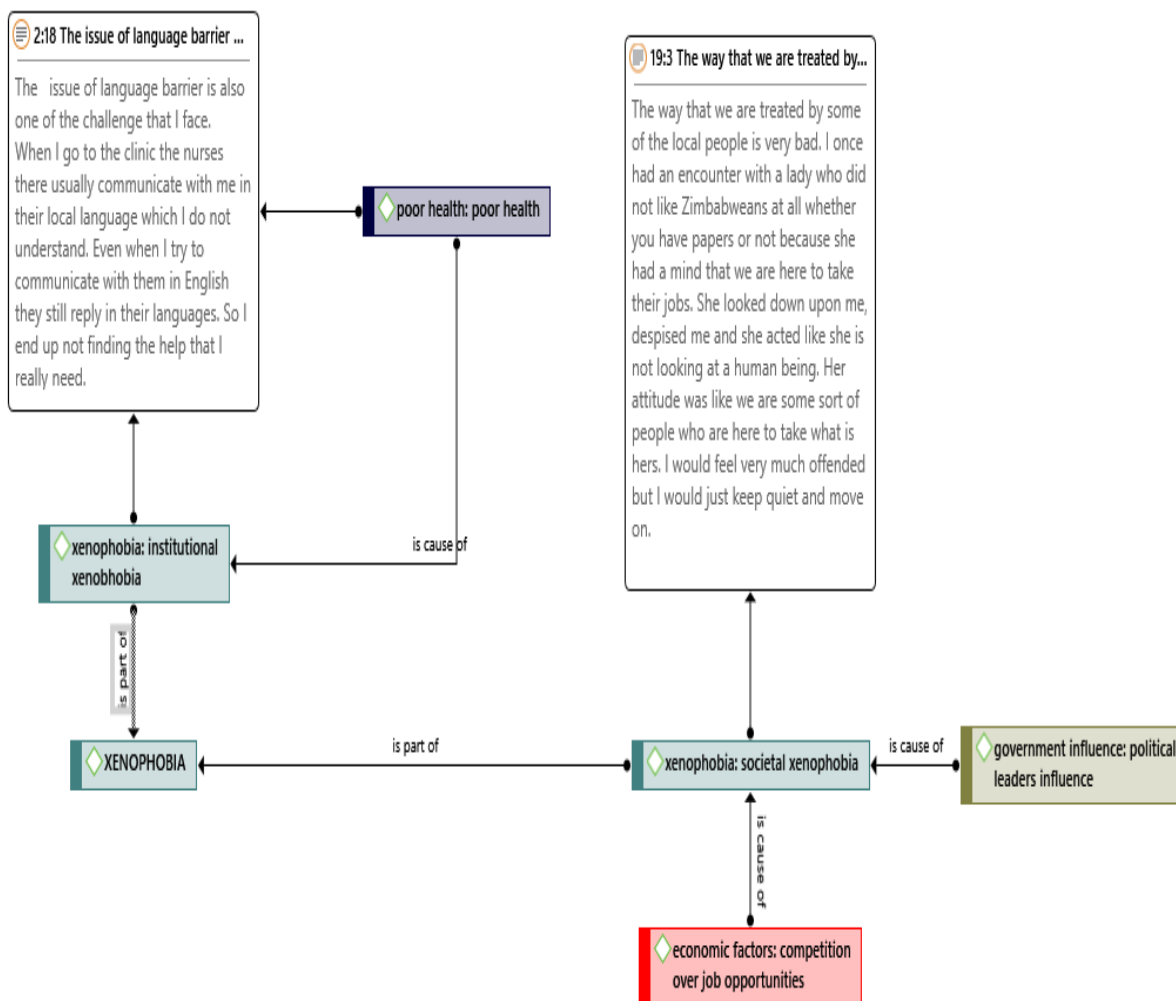 2:18 The issue of language barrier ...
The issue of language barrier is also
one of the challenge that I face.
When I go to the clinic the nurses
there usually communicate with me in
their local language which I do not
understand. Even when I try to
communicate with them in English
they still reply in their languages. So I
end up not finding the help that I
really need.
19:3 The way that we are treated by...
The way that we are treated by some
of the local people is very bad. I once
had an encounter with a lady who did
not like Zimbabweans at all whether
you have papers or not because she
had a mind that we are here to take
their jobs. She looked down upon me,
despised me and she acted like she is
not looking at a human being. Her
attitude was like we are some sort of
people who are here to take what is
hers. I would feel very much offended
but I would just keep quiet and move
on.
poor health: poor health
is cause of
xenophobia: institutional
xenobhobia
is part of
XENOPHOBIA
is part of
xenophobia: societal xenophobia
is cause of
government influence: political
leaders influence
is cause of
economic factors: competition
over job opportunities